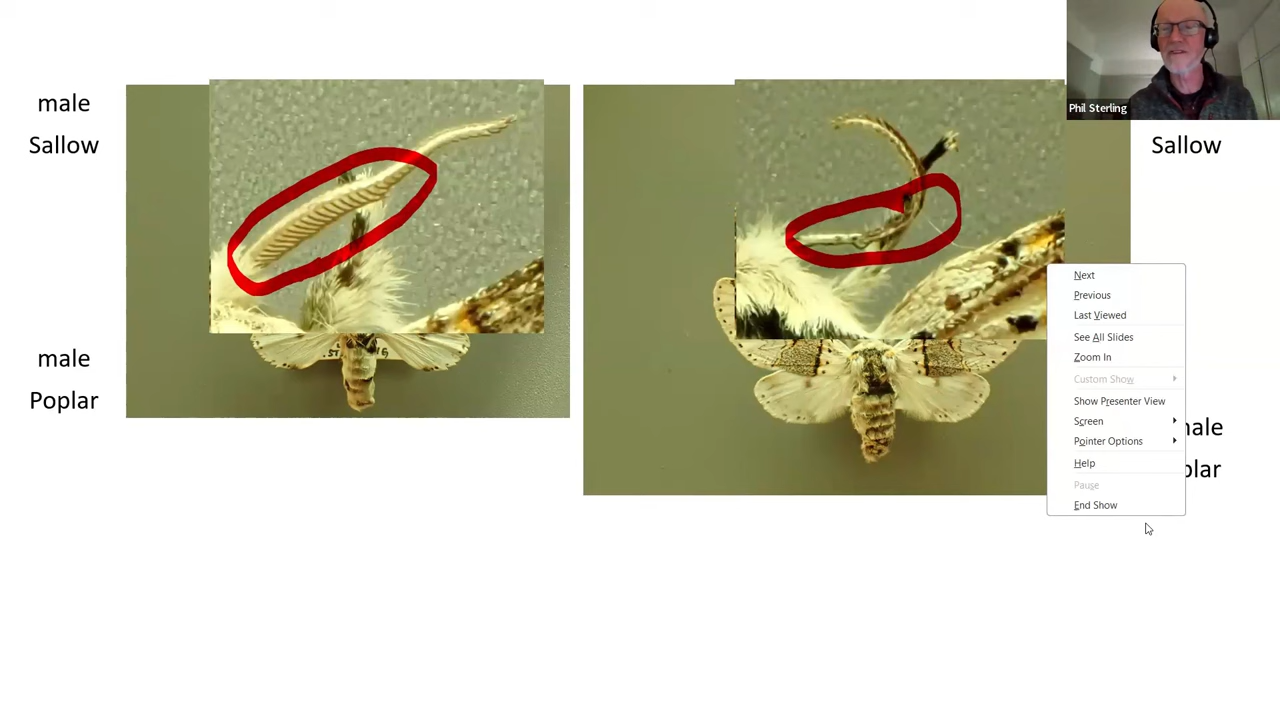 male
Sallow
male
Poplar
Phil Sterling
Sallow
Next
Previous
Last Viewed
See All Slides
Zoom In
Custom Show
Show Presenter View
Screen
Pointer Options
Help
Pause
End Show